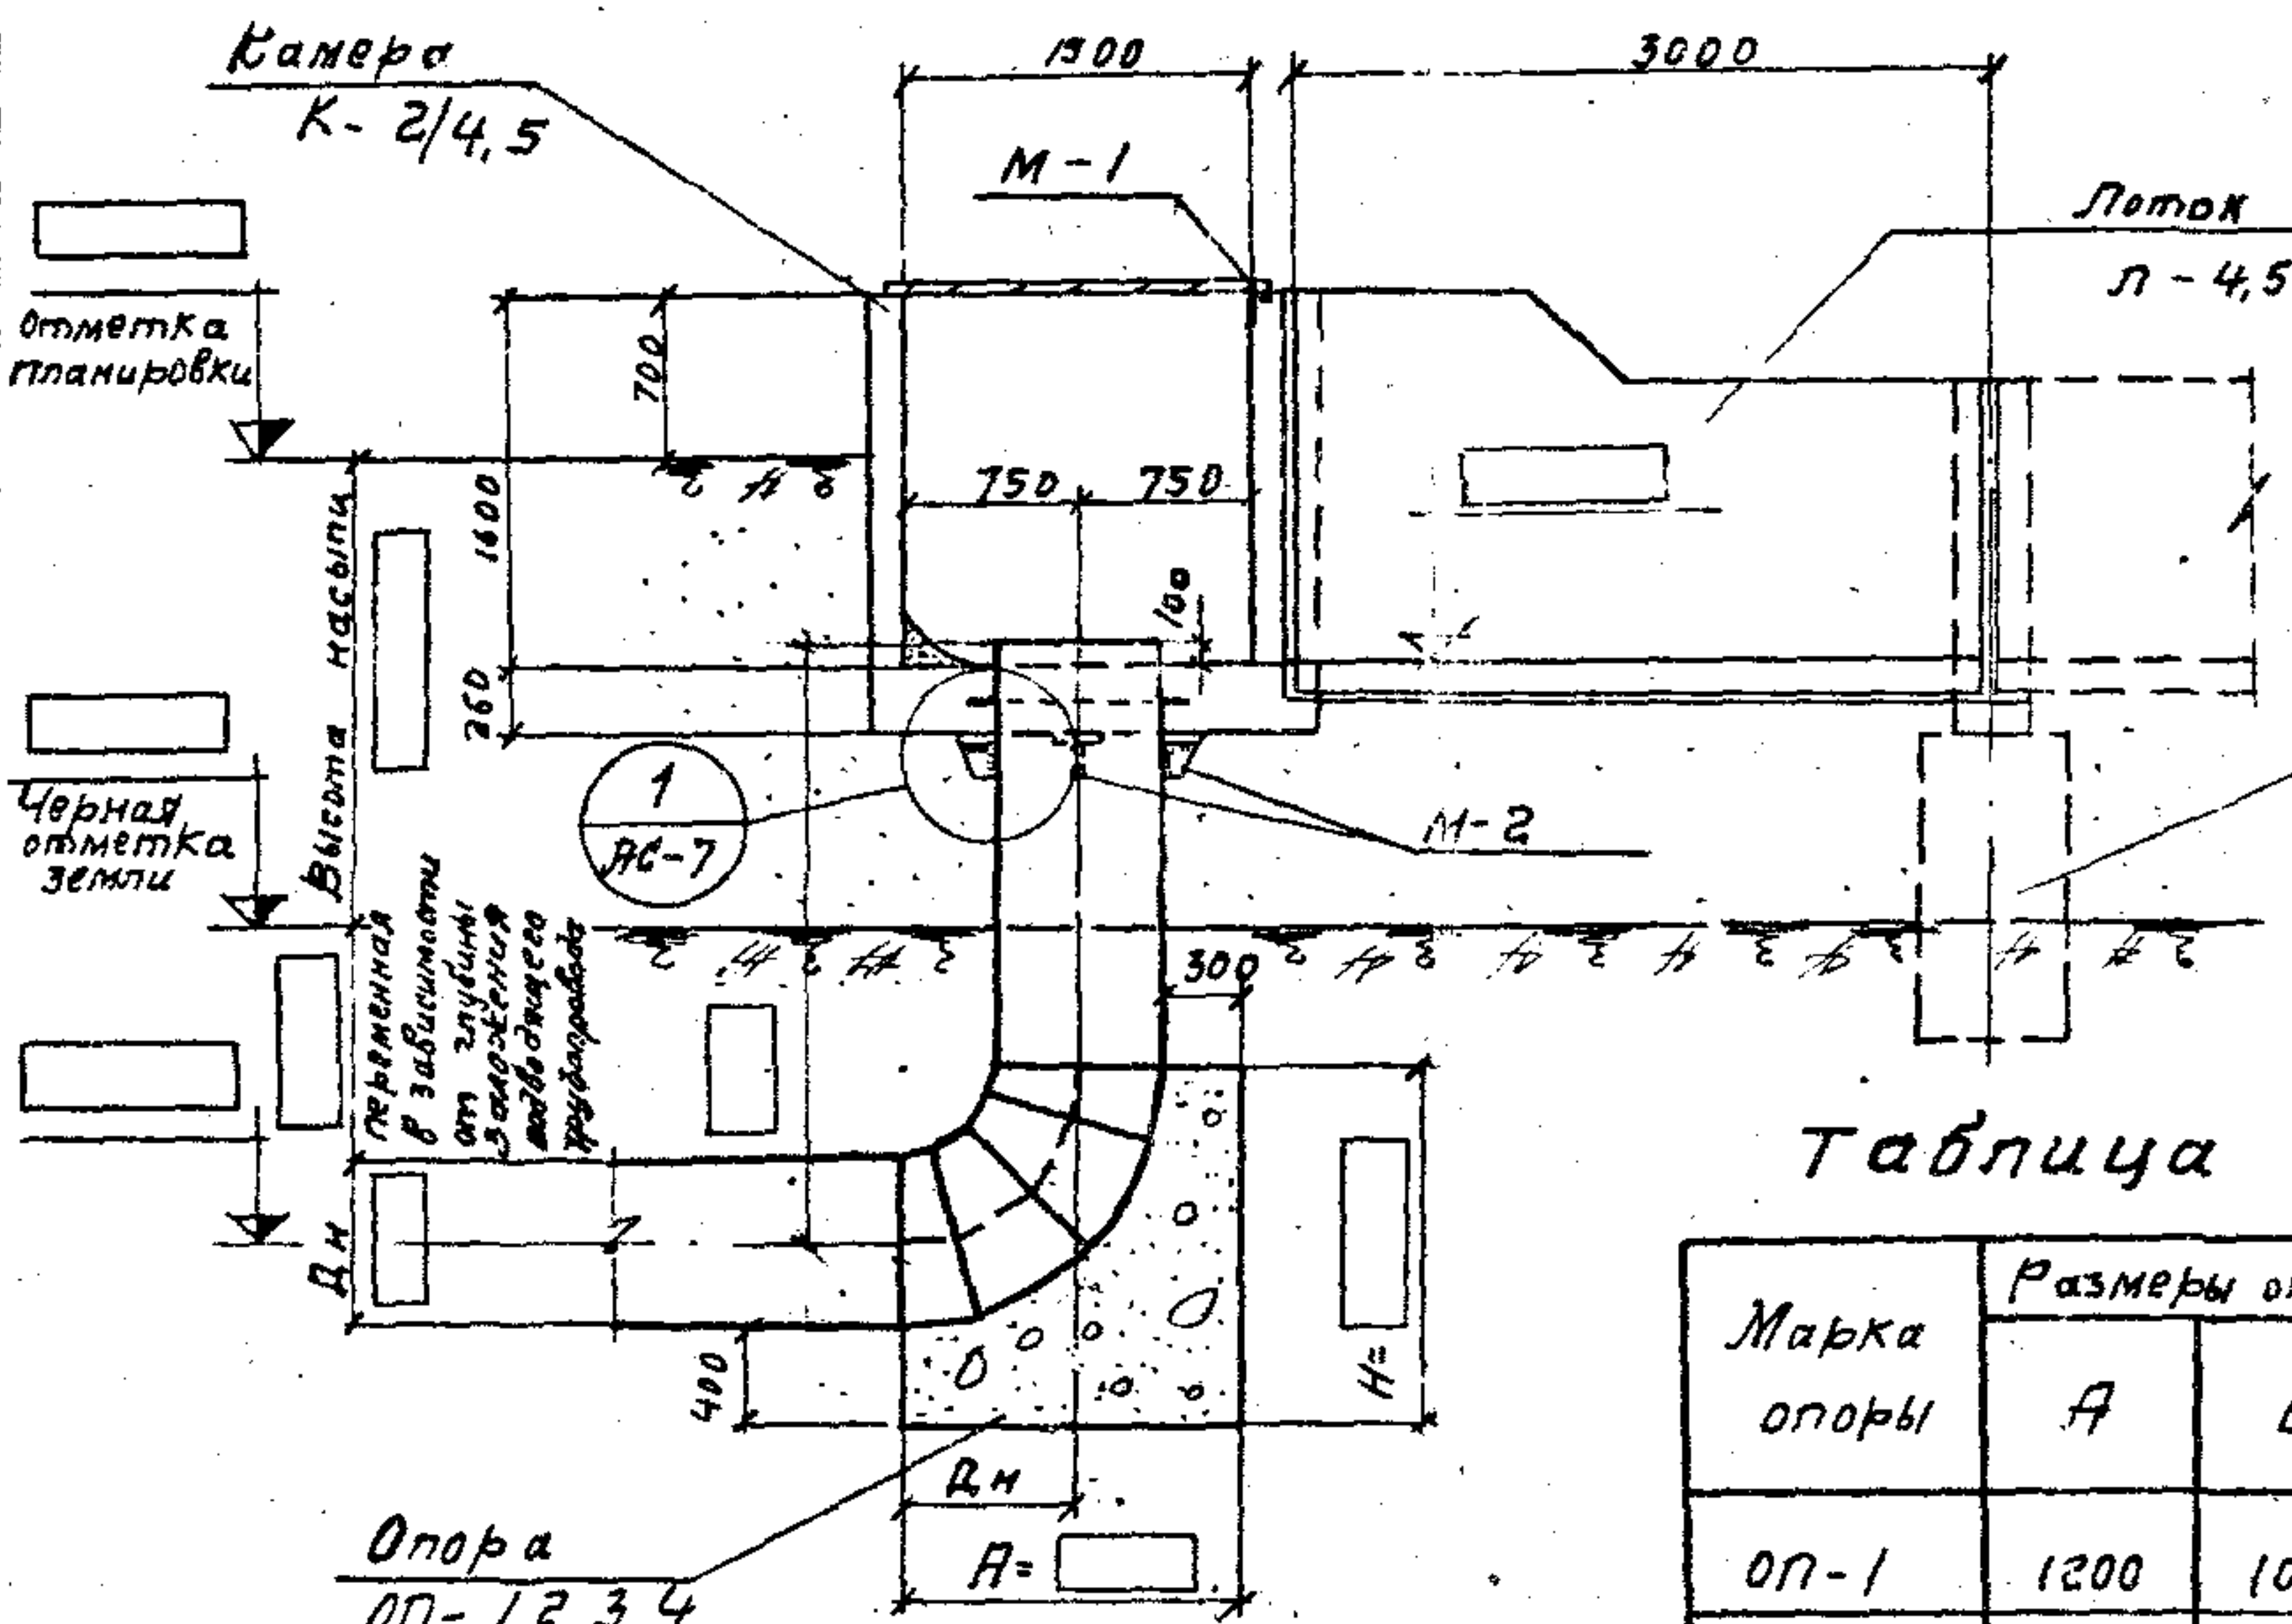 Камера
К- 2/4,5
1500
3000
М-1
Лоток
Л-4,5
отметка
планировки
700
1600
750
750
100
260
Высота насыпи
Черная
отметка
земли
1
АС-7
М-2
переменная
в зависимости
от глубины
заложения
подводящего
трубопровода
300
Дн
400
Н=
Дн
А=
Опора
ОП-1,2,3,4
Таблица
Марка
опоры
Размеры оп
А
ОП-1
1200
10